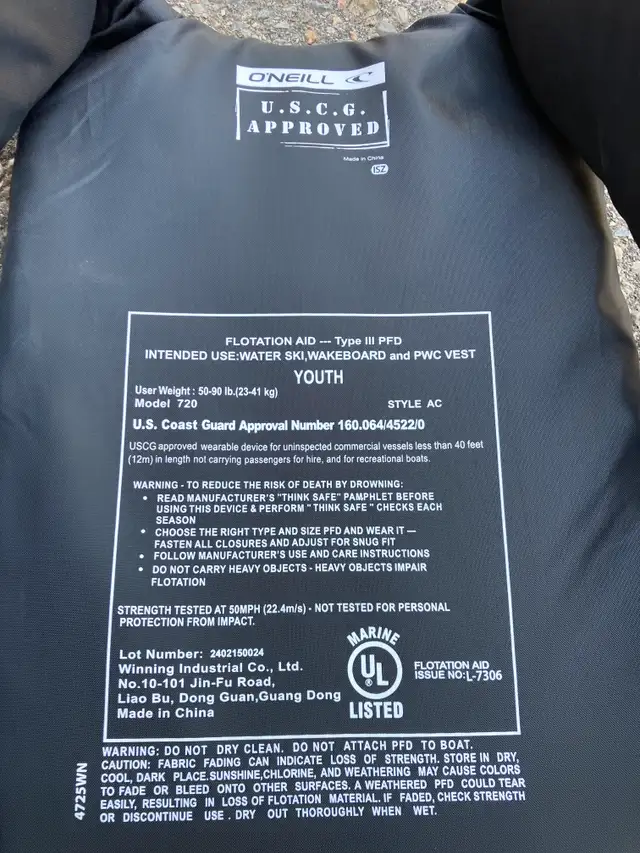 O'NEILL
U.S.C.G.
APPROVED
Made in China
ISZ
FLOTATION AID --- Type III PFD
INTENDED USE:WATER SKI,WAKEBOARD and PWC VEST
YOUTH
User Weight : 50-90 lb.(23-41 kg)
Model 720 STYLE AC
U.S. Coast Guard Approval Number 160.064/4522/0
USCG approved wearable device for uninspected commercial vessels less than 40 feet
(12m) in length not carrying passengers for hire, and for recreational boats.
WARNING - TO REDUCE THE RISK OF DEATH BY DROWNING:
• READ MANUFACTURER'S "THINK SAFE" PAMPHLET BEFORE
USING THIS DEVICE & PERFORM " THINK SAFE " CHECKS EACH
SEASON
• CHOOSE THE RIGHT TYPE AND SIZE PFD AND WEAR IT —
FASTEN ALL CLOSURES AND ADJUST FOR SNUG FIT
• FOLLOW MANUFACTURER'S USE AND CARE INSTRUCTIONS
• DO NOT CARRY HEAVY OBJECTS - HEAVY OBJECTS IMPAIR
FLOTATION
STRENGTH TESTED AT 50MPH (22.4m/s) - NOT TESTED FOR PERSONAL
PROTECTION FROM IMPACT.
Lot Number: 2402150024
Winning Industrial Co., Ltd.
No.10-101 Jin-Fu Road,
Liao Bu, Dong Guan,Guang Dong
Made in China
MARINE
UL®
LISTED
FLOTATION AID
ISSUE NO:L-7306
WARNING: DO NOT DRY CLEAN. DO NOT ATTACH PFD TO BOAT.
CAUTION: FABRIC FADING CAN INDICATE LOSS OF STRENGTH. STORE IN DRY,
COOL, DARK PLACE.SUNSHINE,CHLORINE, AND WEATHERING MAY CAUSE COLORS
TO FADE OR BLEED ONTO OTHER SURFACES. A WEATHERED PFD COULD TEAR
EASILY, RESULTING IN LOSS OF FLOTATION MATERIAL. IF FADED, CHECK STRENGTH
OR DISCONTINUE USE . DRY OUT THOROUGHLY WHEN WET.
4725WN